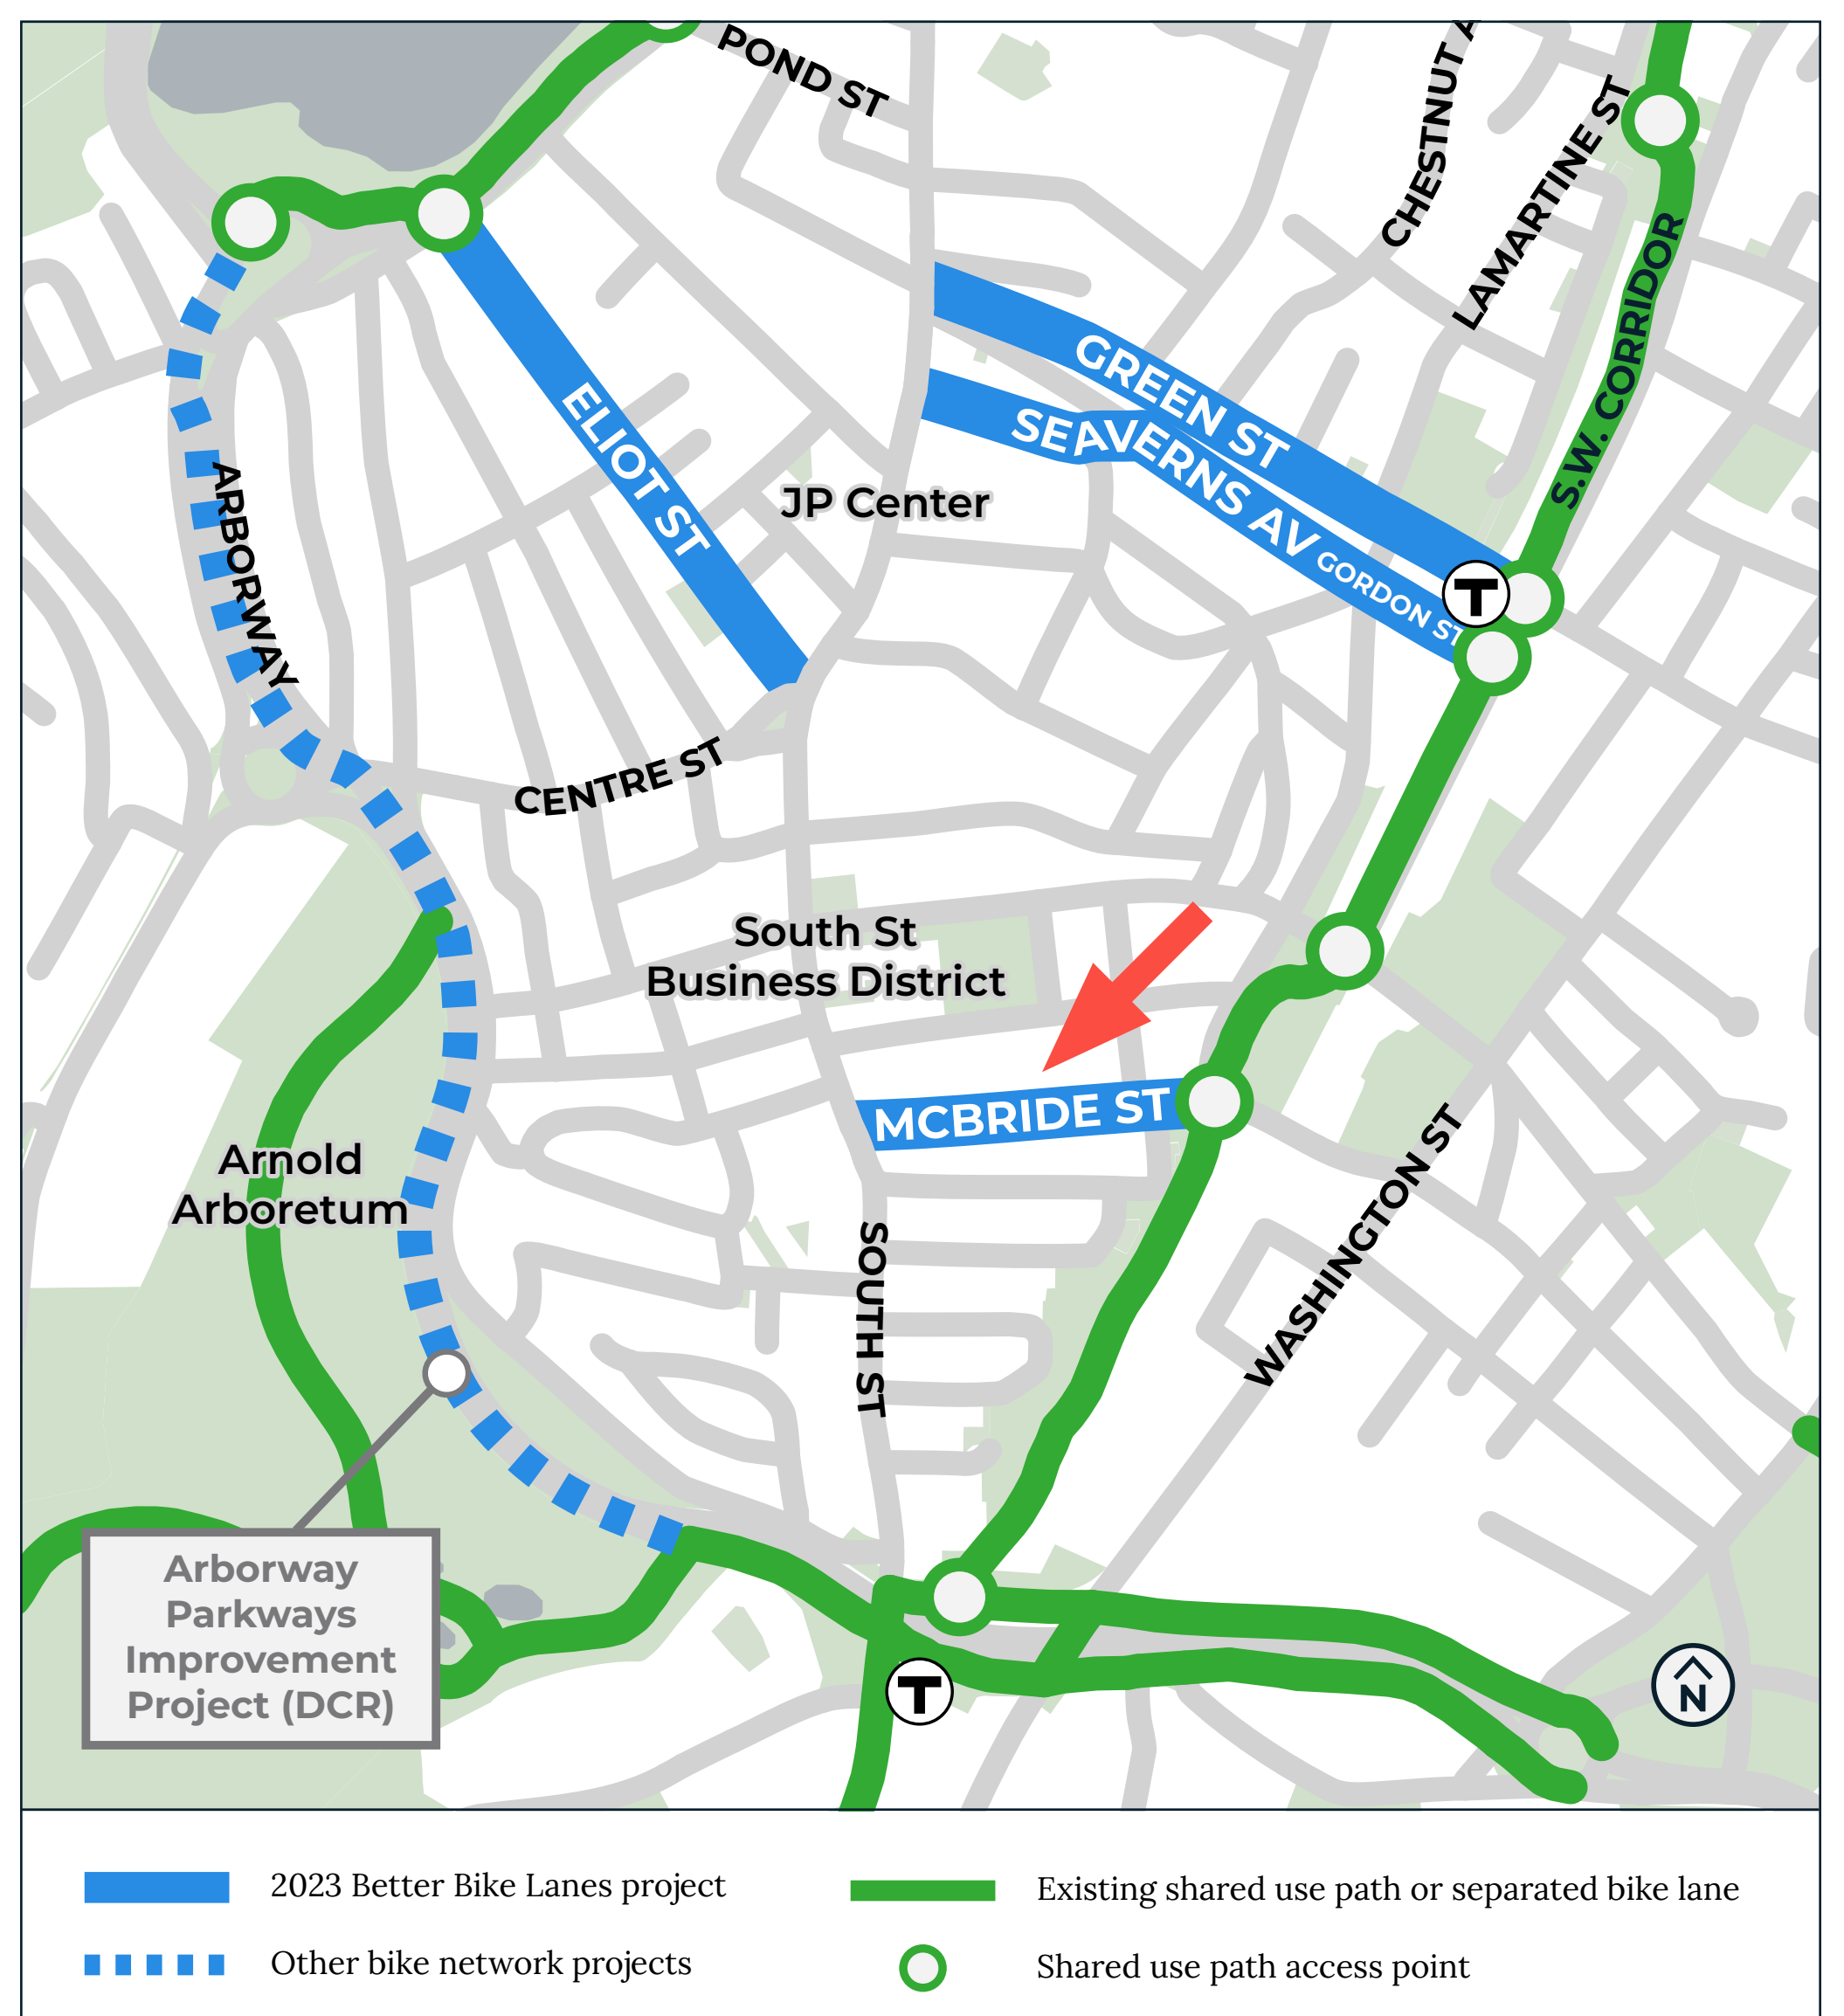 POND ST
CHESTNUT A
LAMARTINE ST
S.W. CORRIDOR
GREEN ST
SEAVERNS AV
GORDON ST
ELIOT ST
JP Center
ARBORWAY
CENTRE ST
South St
Business District
MCBRIDE ST
WASHINGTON ST
Arnold
Arboretum
SOUTH ST
T
T
Arborway
Parkways
Improvement
Project (DCR)
N
2023 Better Bike Lanes project
Existing shared use path or separated bike lane
Other bike network projects
Shared use path access point